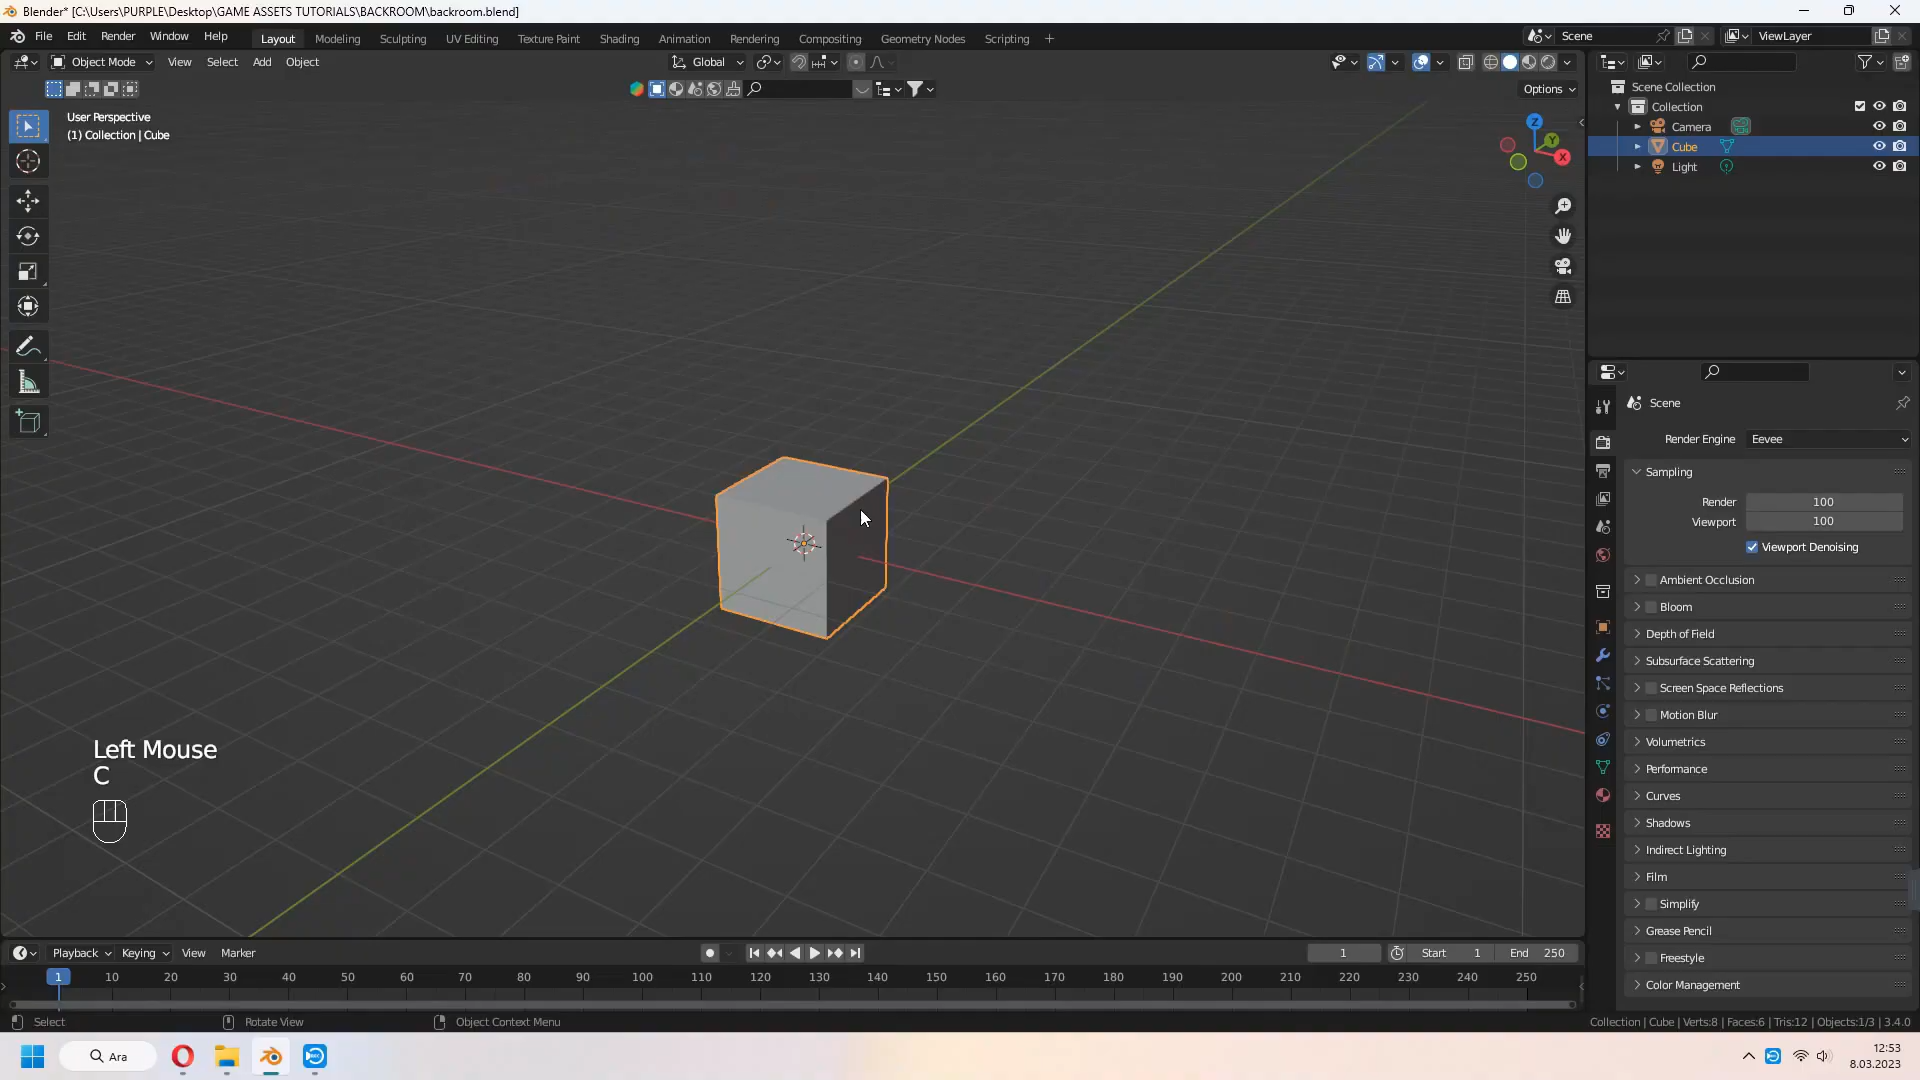 Blender* [C:\Users\PURPLE\Desktop\GAME ASSETS TUTORIALS\BACKROOM\backroom.blend]
File Edit Render Window Help Layout Modeling Sculpting UV Editing Texture Paint Shading Animation Rendering Compositing Geometry Nodes Scripting + Scene ViewLayer
Object Mode View Select Add Object Global
Options
User Perspective
(1) Collection | Cube
Z
Y
X
Scene Collection
Collection
Camera
Cube
Light
Scene
Render Engine Eevee
Sampling
Render 100
Viewport 100
Viewport Denoising
Ambient Occlusion
Bloom
Depth of Field
Subsurface Scattering
Screen Space Reflections
Motion Blur
Volumetrics
Performance
Curves
Shadows
Indirect Lighting
Film
Simplify
Grease Pencil
Freestyle
Color Management
Left Mouse
C
Playback Keying View Marker 1 Start 1 End 250
1 10 20 30 40 50 60 70 80 90 100 110 120 130 140 150 160 170 180 190 200 210 220 230 240 250
Select Rotate View Object Context Menu Collection | Cube | Verts:8 | Faces:6 | Tris:12 | Objects:1/3 | 3.4.0
Ara
12:53
8.03.2023